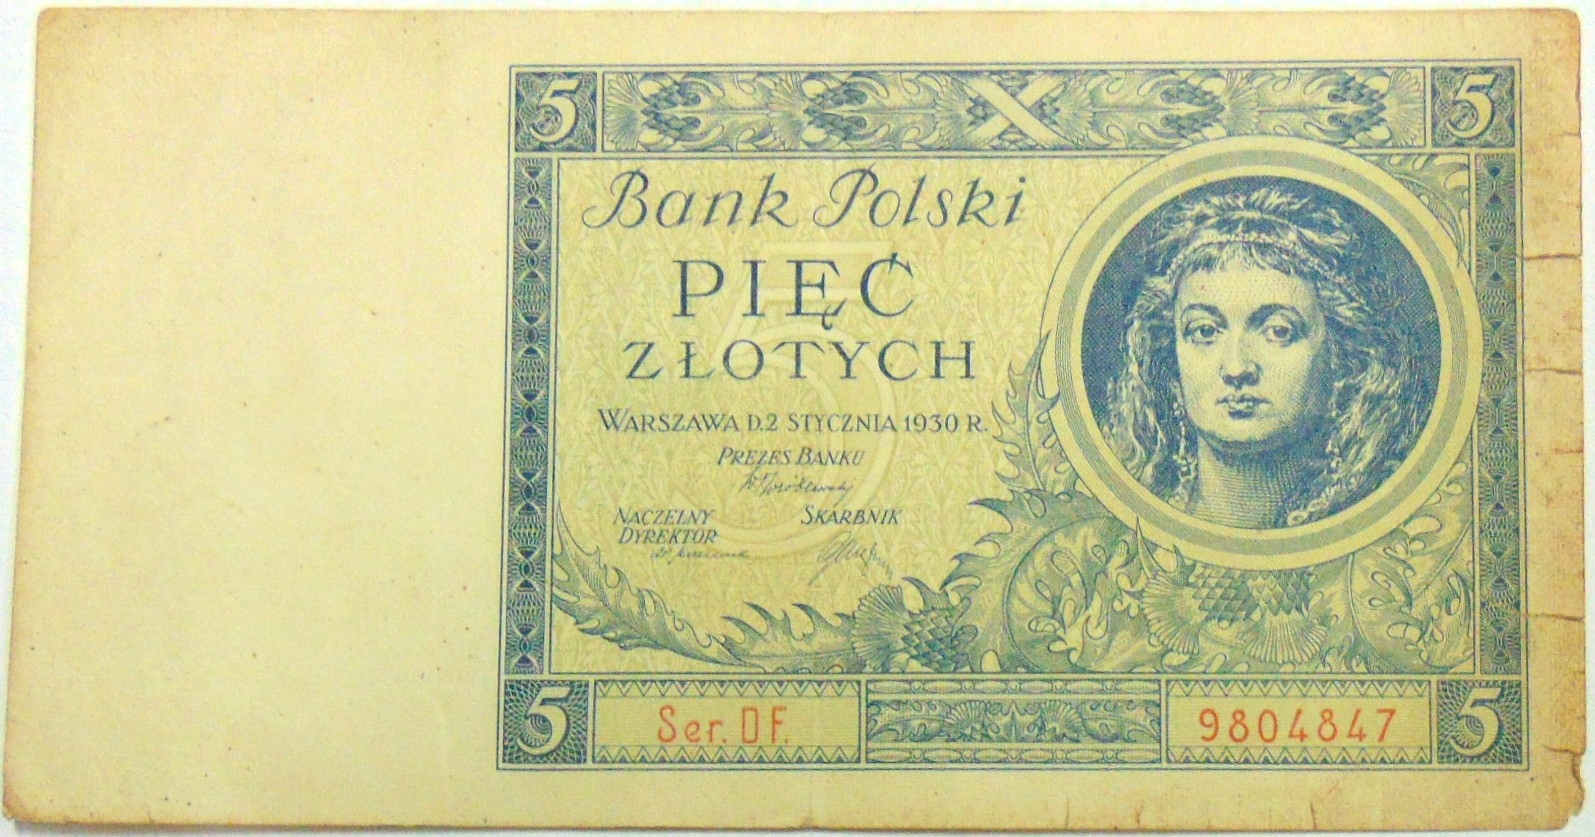 5 5
Bank Polski
5
PIĘĆ
ZŁOTYCH
WARSZAWA D.2 STYCZNIA 1930 R.
PREZES BANKU
NACZELNY SKARBNIK
DYREKTOR
5 Ser. DF. 9804847 5